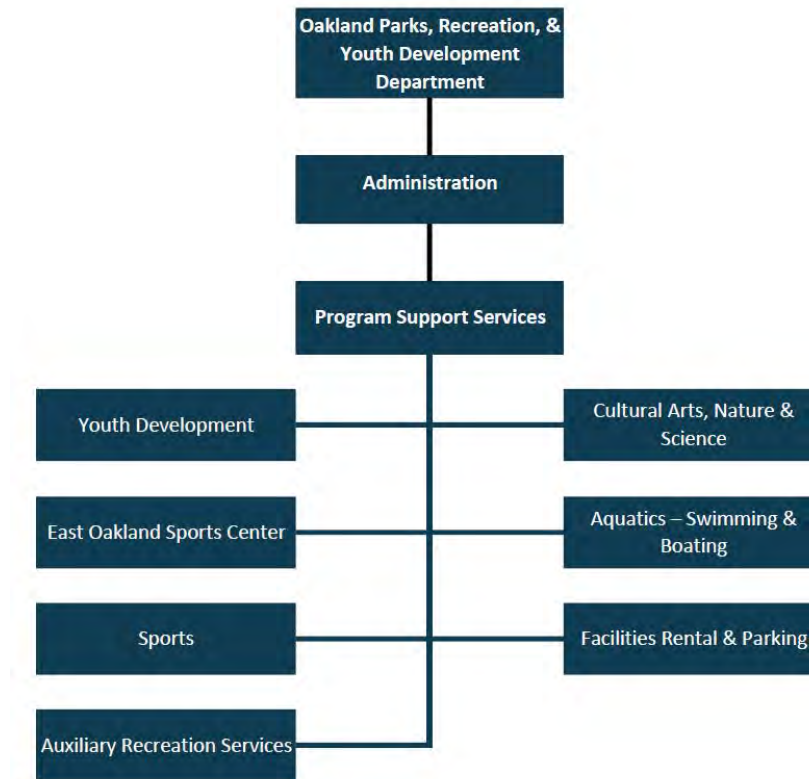 Oakland Parks, Recreation, &
Youth Development
Department
Administration
Program Support Services
Youth Development
Cultural Arts, Nature &
Science
East Oakland Sports Center
Aquatics – Swimming &
Boating
Sports
Facilities Rental & Parking
Auxiliary Recreation Services